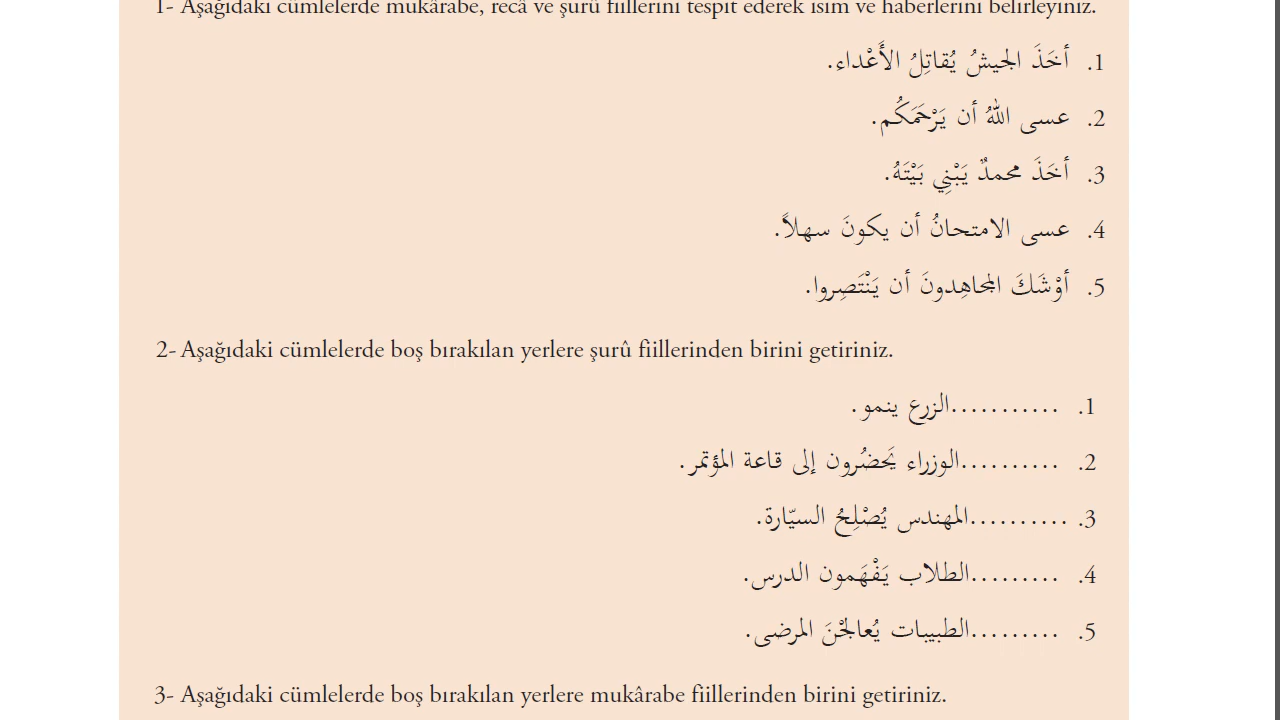 1- Aşağıdaki cümlelerde mukârabe, recâ ve şurû fiillerini tespit ederek isim ve haberlerini belirleyiniz.
1. أخَذَ الجيشُ يُقاتِلُ الأَعْداء.
2. عسى اللهُ أن يَرْحَمَكُم.
3. أخَذَ محمدٌ يَبْنِي بَيْتَهُ.
4. عسى الامتحانُ أن يكونَ سهلاً.
5. أوْشَكَ المجاهِدونَ أن يَنْتَصِروا.
2- Aşağıdaki cümlelerde boş bırakılan yerlere şurû fiillerinden birini getiriniz.
1. ...........الزرع ينمو.
2. ..........الوزراء يَحضُرون إلى قاعة المؤتمر.
3. ..........المهندس يُصْلِحُ السيّارة.
4. .........الطلاب يَفْهَمون الدرس.
5. .........الطبيبات يُعالجْنَ المرضى.
3- Aşağıdaki cümlelerde boş bırakılan yerlere mukârabe fiillerinden birini getiriniz.